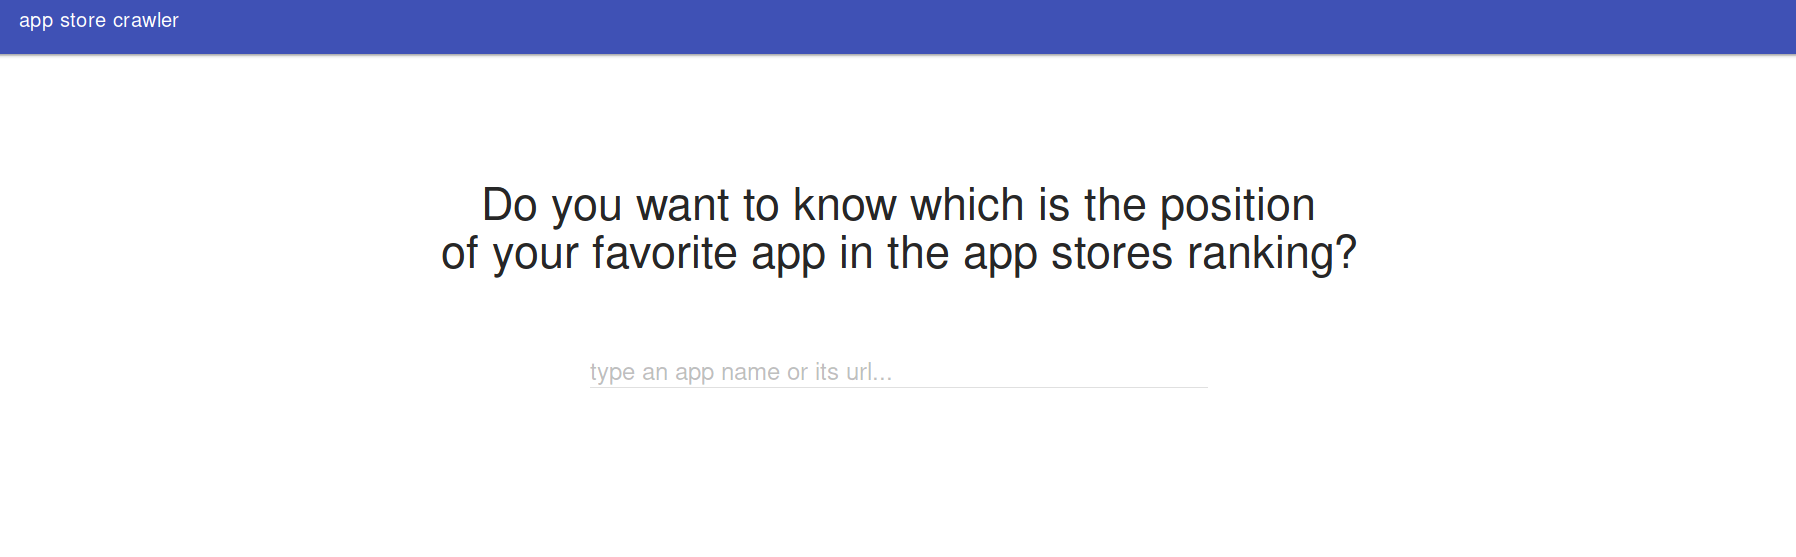 app store crawler
Do you want to know which is the position
of your favorite app in the app stores ranking?
type an app name or its url...